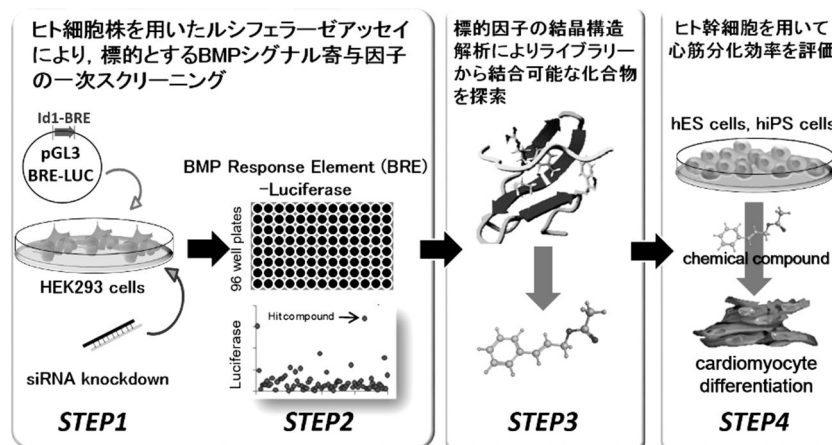 ヒト細胞株を用いたルシフェラーゼアッセイ
により，標的とするBMPシグナル寄与因子
の一次スクリーニング
Id1-BRE
pGL3
BRE-LUC
HEK293 cells
siRNA knockdown
STEP1
BMP Response Element (BRE)
-Luciferase
96 well plates
Hit compound
Luciferase
STEP2
標的因子の結晶構造
解析によりライブラリー
から結合可能な化合物
を探索
STEP3
ヒト幹細胞を用いて
心筋分化効率を評価
hES cells, hiPS cells
chemical compound
cardiomyocyte
differentiation
STEP4